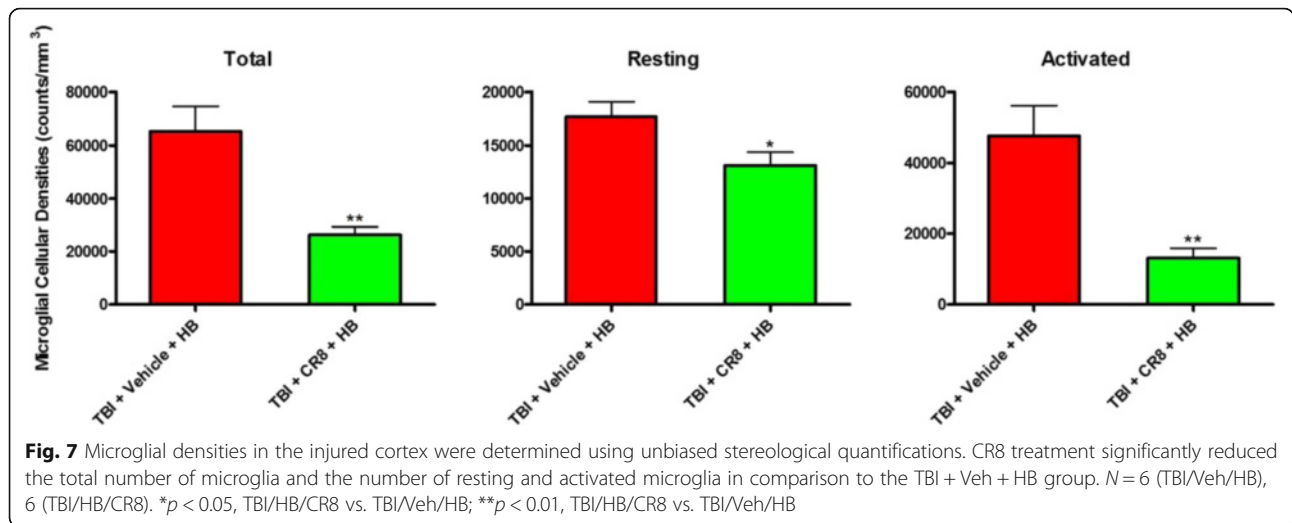 Total
Resting
Activated
Microglial Cellular Densities (counts/mm³)
80000
60000
40000
20000
0
**
TBI + Vehicle + HB
TBI + CR8 + HB
20000
15000
10000
5000
0
*
TBI + Vehicle + HB
TBI + CR8 + HB
60000
40000
20000
0
**
TBI + Vehicle + HB
TBI + CR8 + HB
Fig. 7 Microglial densities in the injured cortex were determined using unbiased stereological quantifications. CR8 treatment significantly reduced
the total number of microglia and the number of resting and activated microglia in comparison to the TBI + Veh + HB group. N = 6 (TBI/Veh/HB),
6 (TBI/HB/CR8). *p < 0.05, TBI/HB/CR8 vs. TBI/Veh/HB; **p < 0.01, TBI/HB/CR8 vs. TBI/Veh/HB